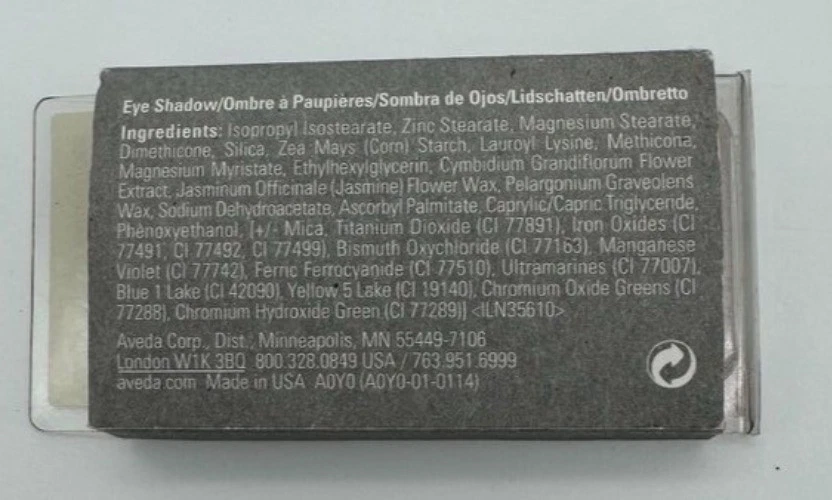 Eye Shadow/Ombre à Paupières/Sombra de Ojos/Lidschatten/Ombretto
Ingredients: Isopropyl Isostearate, Zinc Stearate, Magnesium Stearate,
Dimethicone, Silica, Zea Mays (Corn) Starch, Lauroyl Lysine, Methicone,
Magnesium Myristate, Ethylhexylglycerin, Cymbidium Grandiflorum Flower
Extract, Jasminum Officinale (Jasmine) Flower Wax, Pelargonium Graveolens
Wax, Sodium Dehydroacetate, Ascorbyl Palmitate, Caprylic/Capric Triglyceride,
Phenoxyethanol, [+/- Mica, Titanium Dioxide (CI 77891), Iron Oxides (CI
77491, CI 77492, CI 77499), Bismuth Oxychloride (CI 77163), Manganese
Violet (CI 77742), Ferric Ferrocyanide (CI 77510), Ultramarines (CI 77007),
Blue 1 Lake (CI 42090), Yellow 5 Lake (CI 19140), Chromium Oxide Greens (CI
77288), Chromium Hydroxide Green (CI 77289)] <ILN35610>
Aveda Corp., Dist., Minneapolis, MN 55449-7106
London W1K 3BQ 800.328.0849 USA / 763.951.6999
aveda.com Made in USA A0Y0 (A0Y0-01-0114)